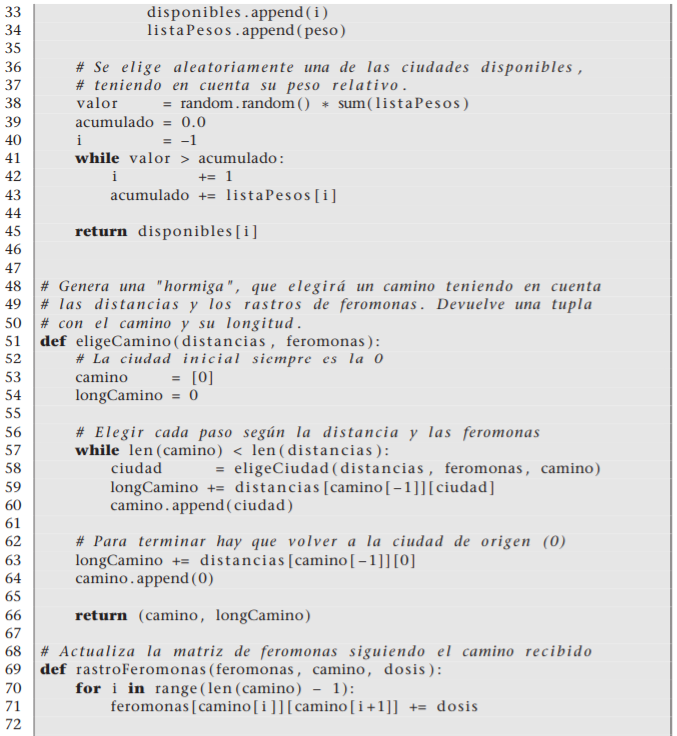 33 disponibles.append(i)
34 listaPesos.append(peso)
35
36 # Se elige aleatoriamente una de las ciudades disponibles,
37 # teniendo en cuenta su peso relativo.
38 valor = random.random() * sum(listaPesos)
39 acumulado = 0.0
40 i = -1
41 while valor > acumulado:
42 i += 1
43 acumulado += listaPesos[i]
44
45 return disponibles[i]
46
47
48 # Genera una "hormiga", que elegirá un camino teniendo en cuenta
49 # las distancias y los rastros de feromonas. Devuelve una tupla
50 # con el camino y su longitud.
51 def eligeCamino(distancias, feromonas):
52 # La ciudad inicial siempre es la 0
53 camino = [0]
54 longCamino = 0
55
56 # Elegir cada paso según la distancia y las feromonas
57 while len(camino) < len(distancias):
58 ciudad = eligeCiudad(distancias, feromonas, camino)
59 longCamino += distancias[camino[-1]][ciudad]
60 camino.append(ciudad)
61
62 # Para terminar hay que volver a la ciudad de origen (0)
63 longCamino += distancias[camino[-1]][0]
64 camino.append(0)
65
66 return (camino, longCamino)
67
68 # Actualiza la matriz de feromonas siguiendo el camino recibido
69 def rastroFeromonas(feromonas, camino, dosis):
70 for i in range(len(camino) - 1):
71 feromonas[camino[i]][camino[i+1]] += dosis
72